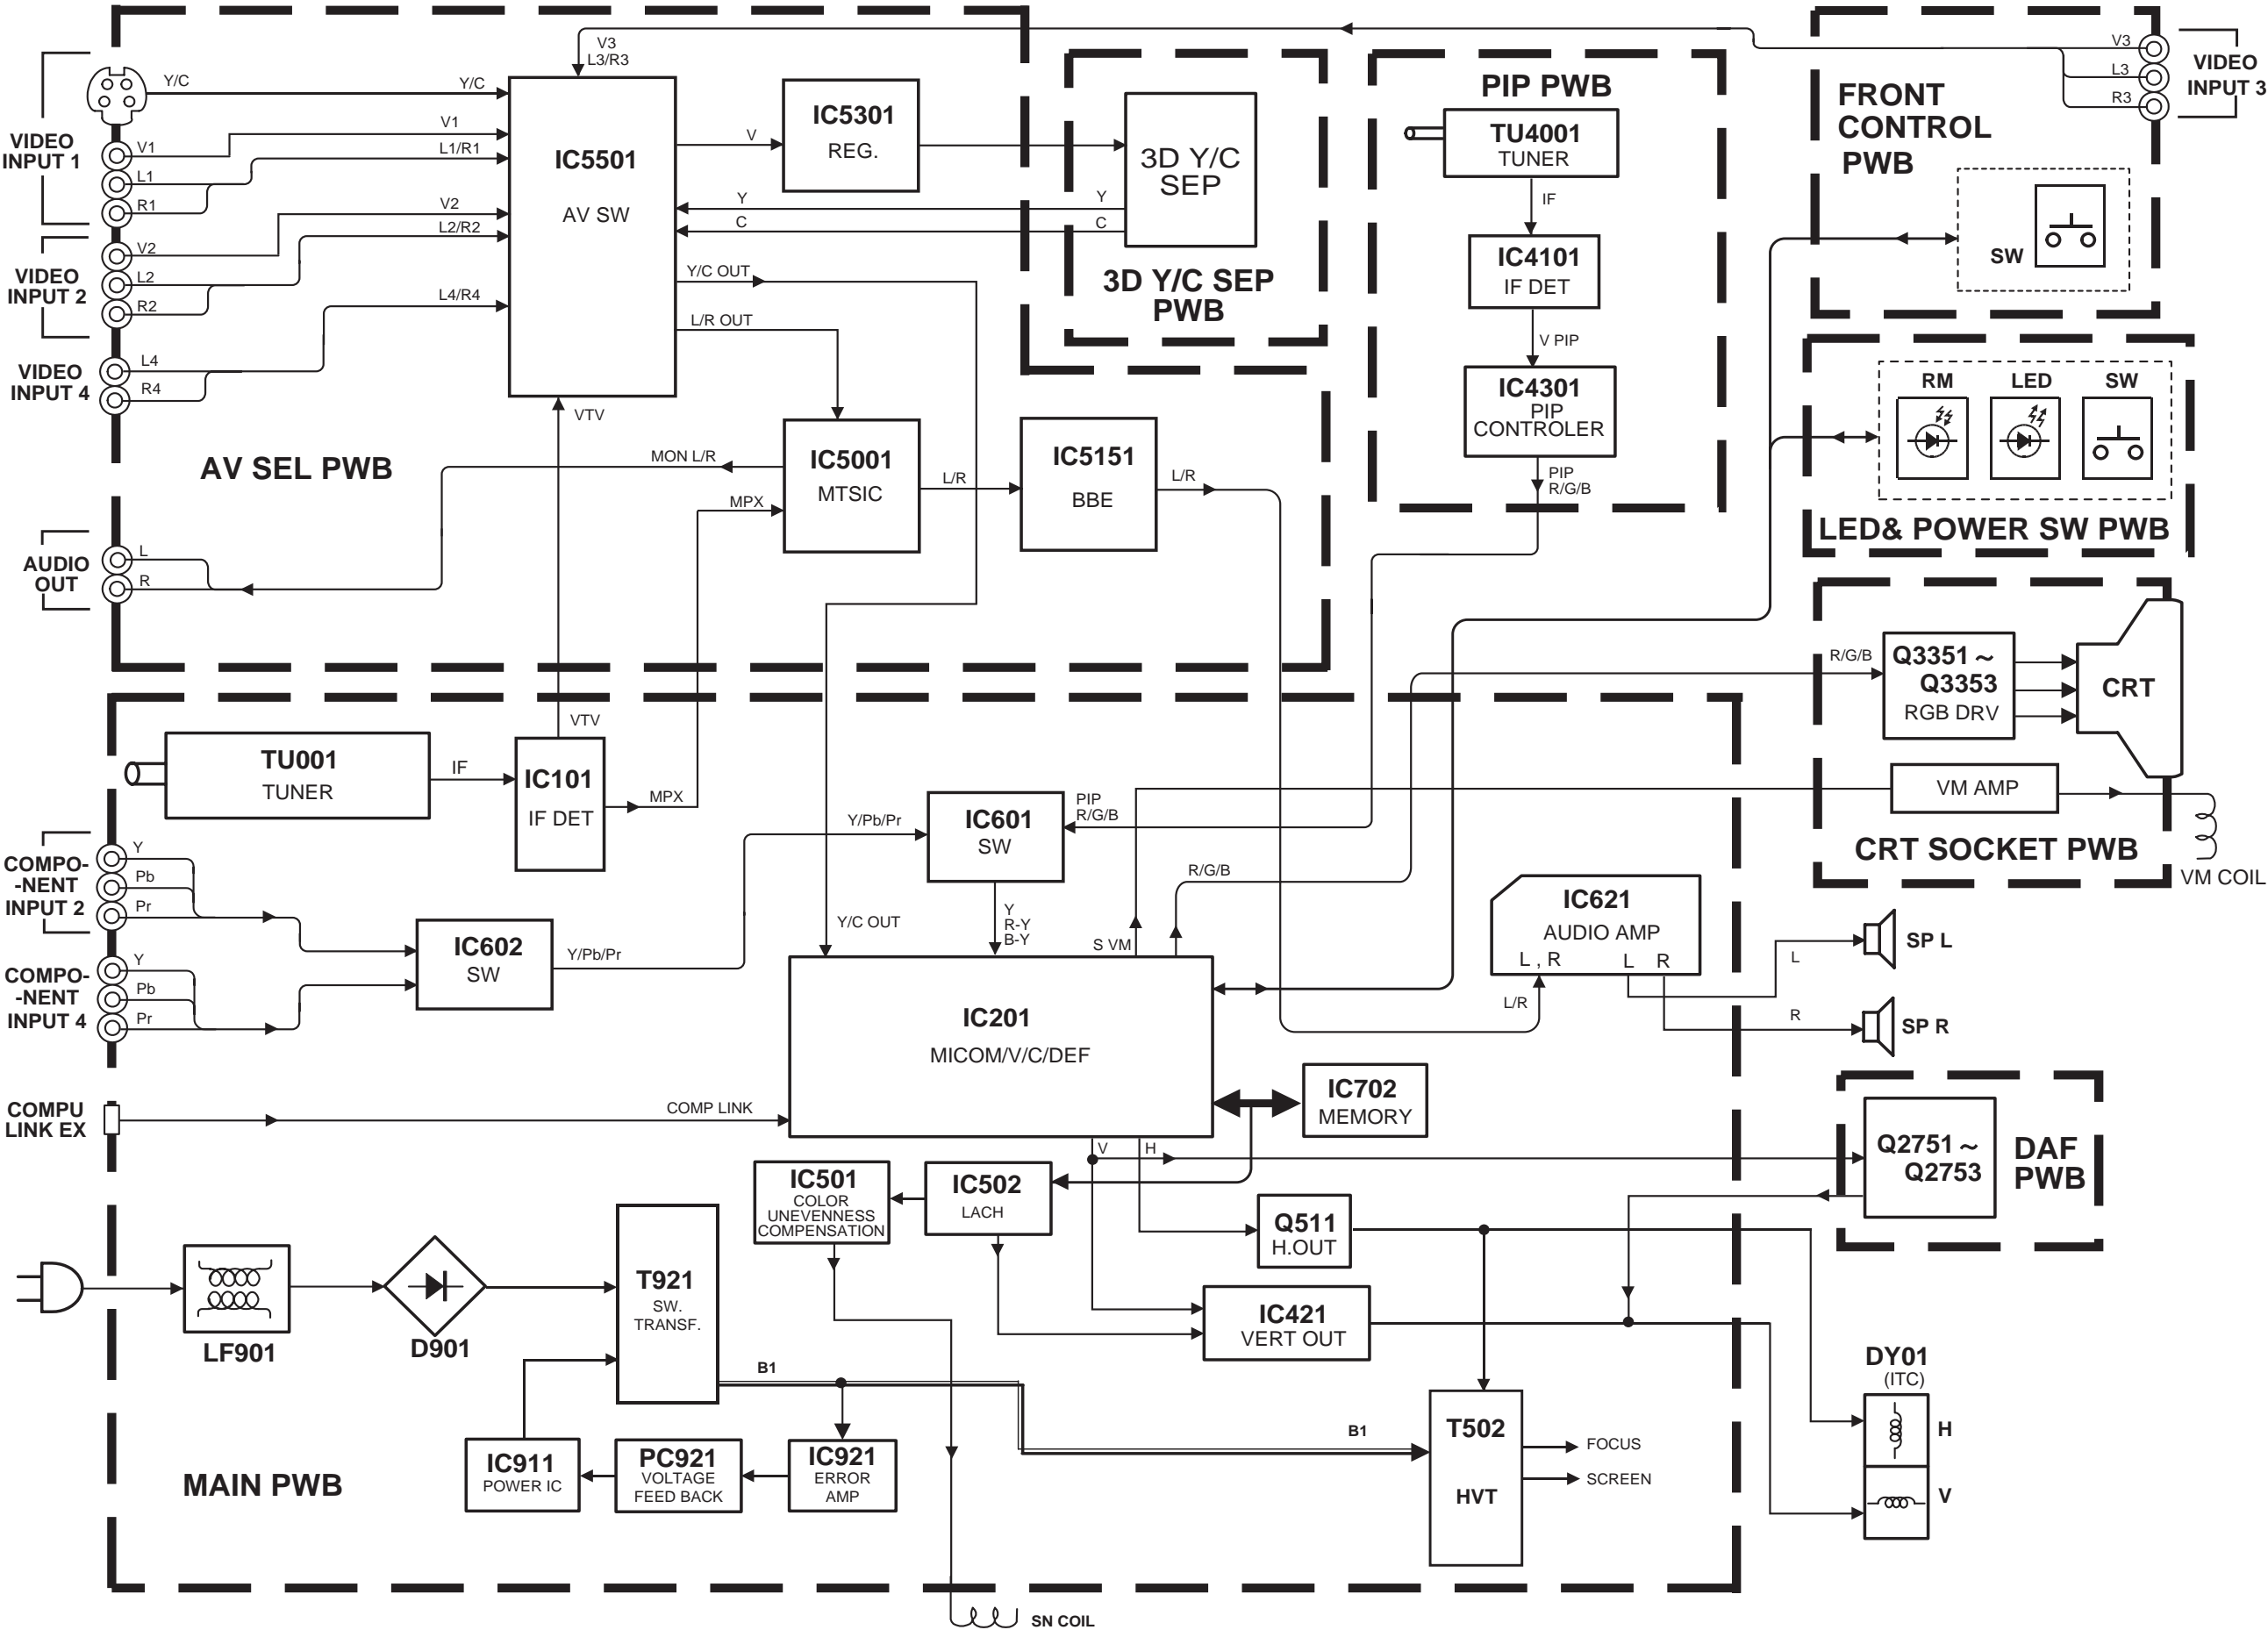 VIDEO
INPUT 1
Y/C
Y/C
V1
V1
L1/R1
L1
R1
VIDEO
INPUT 2
V2
V2
L2/R2
L2
R2
VIDEO
INPUT 4
L4/R4
L4
R4
AV SEL PWB
AUDIO
OUT
L
R
V3
L3/R3
IC5501
AV SW
V
IC5301
REG.
Y
C
Y/C OUT
L/R OUT
VTV
MON L/R
MPX
IC5001
MTSIC
L/R
IC5151
BBE
L/R
3D Y/C
SEP
Y
C
3D Y/C SEP
PWB
PIP PWB
TU4001
TUNER
IF
IC4101
IF DET
V PIP
IC4301
PIP
CONTROLER
PIP
R/G/B
V3
L3
R3
VIDEO
INPUT 3
FRONT
CONTROL
PWB
SW
RM
LED
SW
LED& POWER SW PWB
R/G/B
Q3351 ~
Q3353
RGB DRV
CRT
VM AMP
CRT SOCKET PWB
VM COIL
TU001
TUNER
IF
VTV
IC101
IF DET
MPX
COMPO-
-NENT
INPUT 2
Y
Pb
Pr
COMPO-
-NENT
INPUT 4
Y
Pb
Pr
IC602
SW
Y/Pb/Pr
Y/Pb/Pr
IC601
SW
PIP
R/G/B
Y/C OUT
Y
R-Y
B-Y
S VM
R/G/B
IC201
MICOM/V/C/DEF
IC621
AUDIO AMP
L , R
L
R
L/R
L
SP L
R
SP R
COMPU
LINK EX
COMP LINK
IC702
MEMORY
V
H
IC501
COLOR
UNEVENNESS
COMPENSATION
IC502
LACH
Q511
H.OUT
IC421
VERT OUT
Q2751 ~
Q2753
DAF
PWB
LF901
D901
T921
SW.
TRANSF.
B1
IC911
POWER IC
PC921
VOLTAGE
FEED BACK
IC921
ERROR
AMP
B1
T502
HVT
FOCUS
SCREEN
DY01
(ITC)
H
V
MAIN PWB
SN COIL